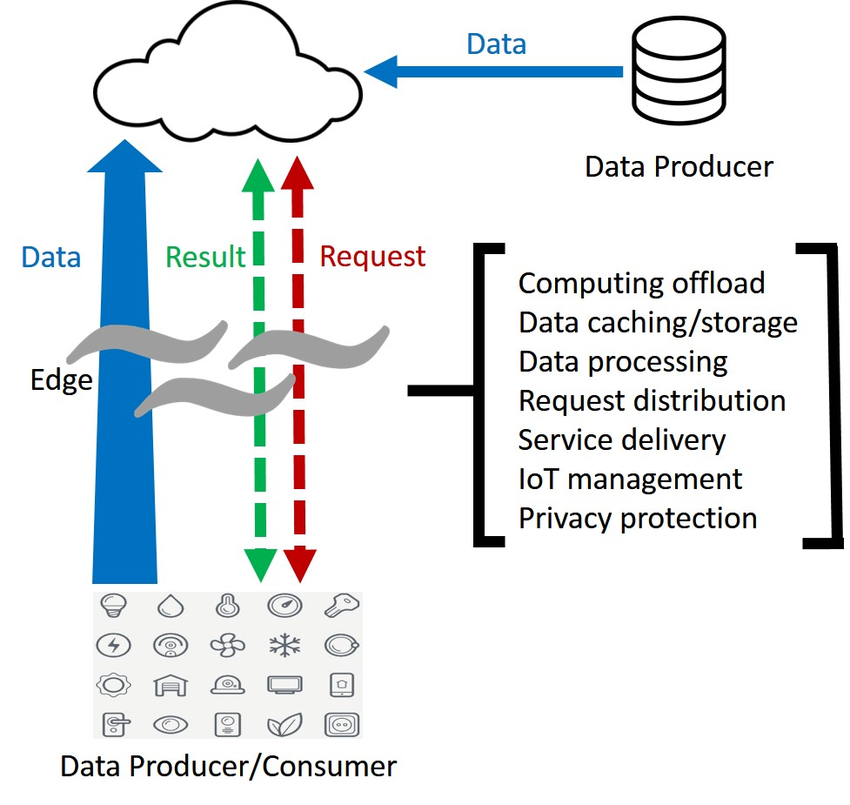 Data
Data Producer
Data
Result
Request
Edge
Computing offload
Data caching/storage
Data processing
Request distribution
Service delivery
IoT management
Privacy protection
Data Producer/Consumer